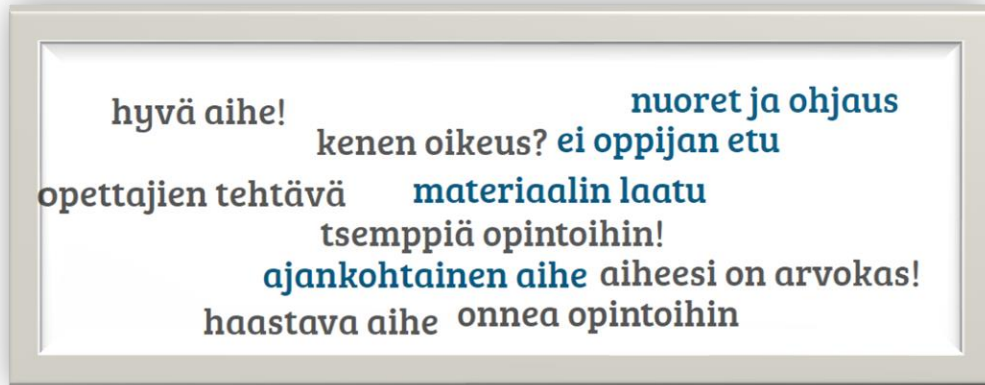 hyvä aihe!
nuoret ja ohjaus
kenen oikeus? ei oppijan etu
opettajien tehtävä
materiaalin laatu
tsemppiä opintoihin!
ajankohtainen aihe aiheesi on arvokas!
haastava aihe onnea opintoihin